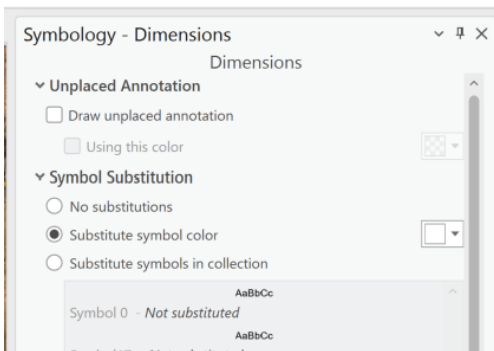 Symbology - Dimensions
Dimensions
Unplaced Annotation
Draw unplaced annotation
Using this color
Symbol Substitution
No substitutions
Substitute symbol color
Substitute symbols in collection
AaBbCc
Symbol 0 - Not substituted
AaBbCc